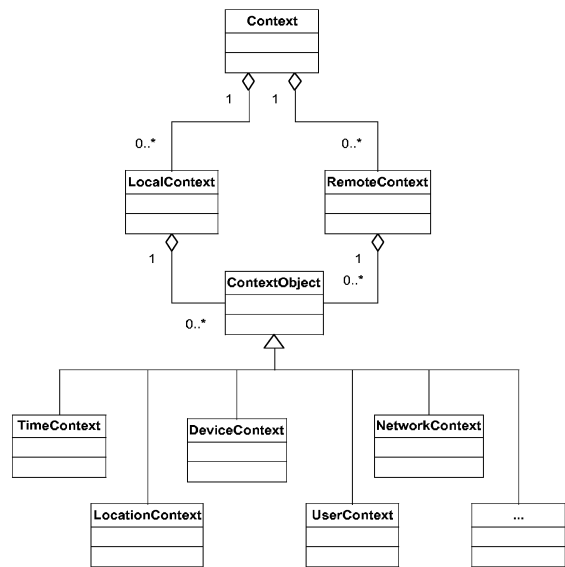 Context
1
1
0..*
0..*
LocalContext
RemoteContext
1
1
ContextObject
0..*
0..*
TimeContext
DeviceContext
NetworkContext
LocationContext
UserContext
...